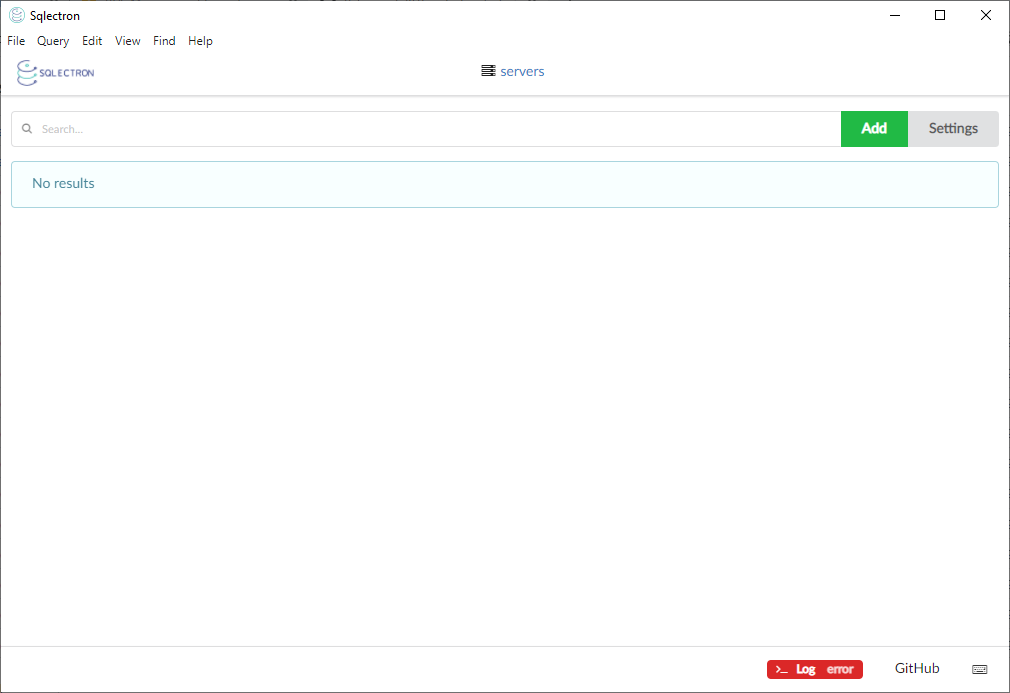 Sqlectron
File Query Edit View Find Help
SQLECTRON
servers
Search...
Add
Settings
No results
>_ Log error
GitHub